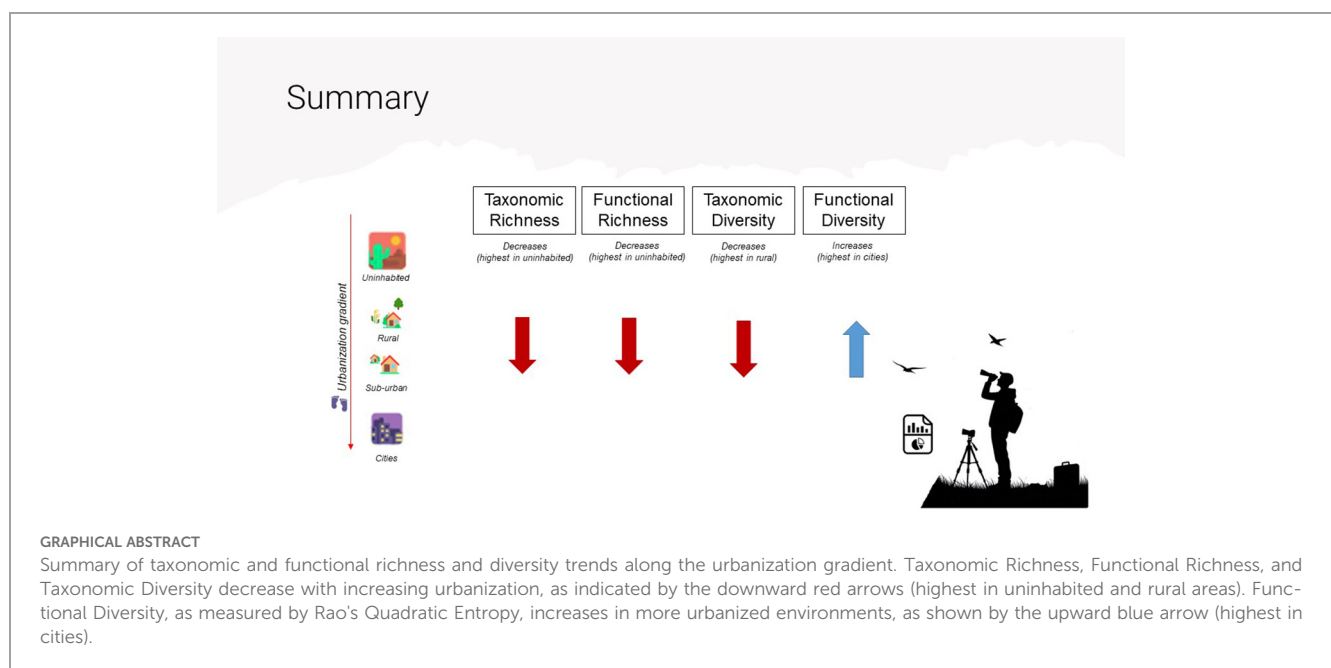 Summary
Taxonomic
Richness
Functional
Richness
Taxonomic
Diversity
Functional
Diversity
Decreases
(highest in uninhabited)
Decreases
(highest in uninhabited)
Decreases
(highest in rural)
Increases
(highest in cities)
Urbanization gradient
Uninhabited
Rural
Sub-urban
Cities
GRAPHICAL ABSTRACT
Summary of taxonomic and functional richness and diversity trends along the urbanization gradient. Taxonomic Richness, Functional Richness, and
Taxonomic Diversity decrease with increasing urbanization, as indicated by the downward red arrows (highest in uninhabited and rural areas). Func-
tional Diversity, as measured by Rao's Quadratic Entropy, increases in more urbanized environments, as shown by the upward blue arrow (highest in
cities).